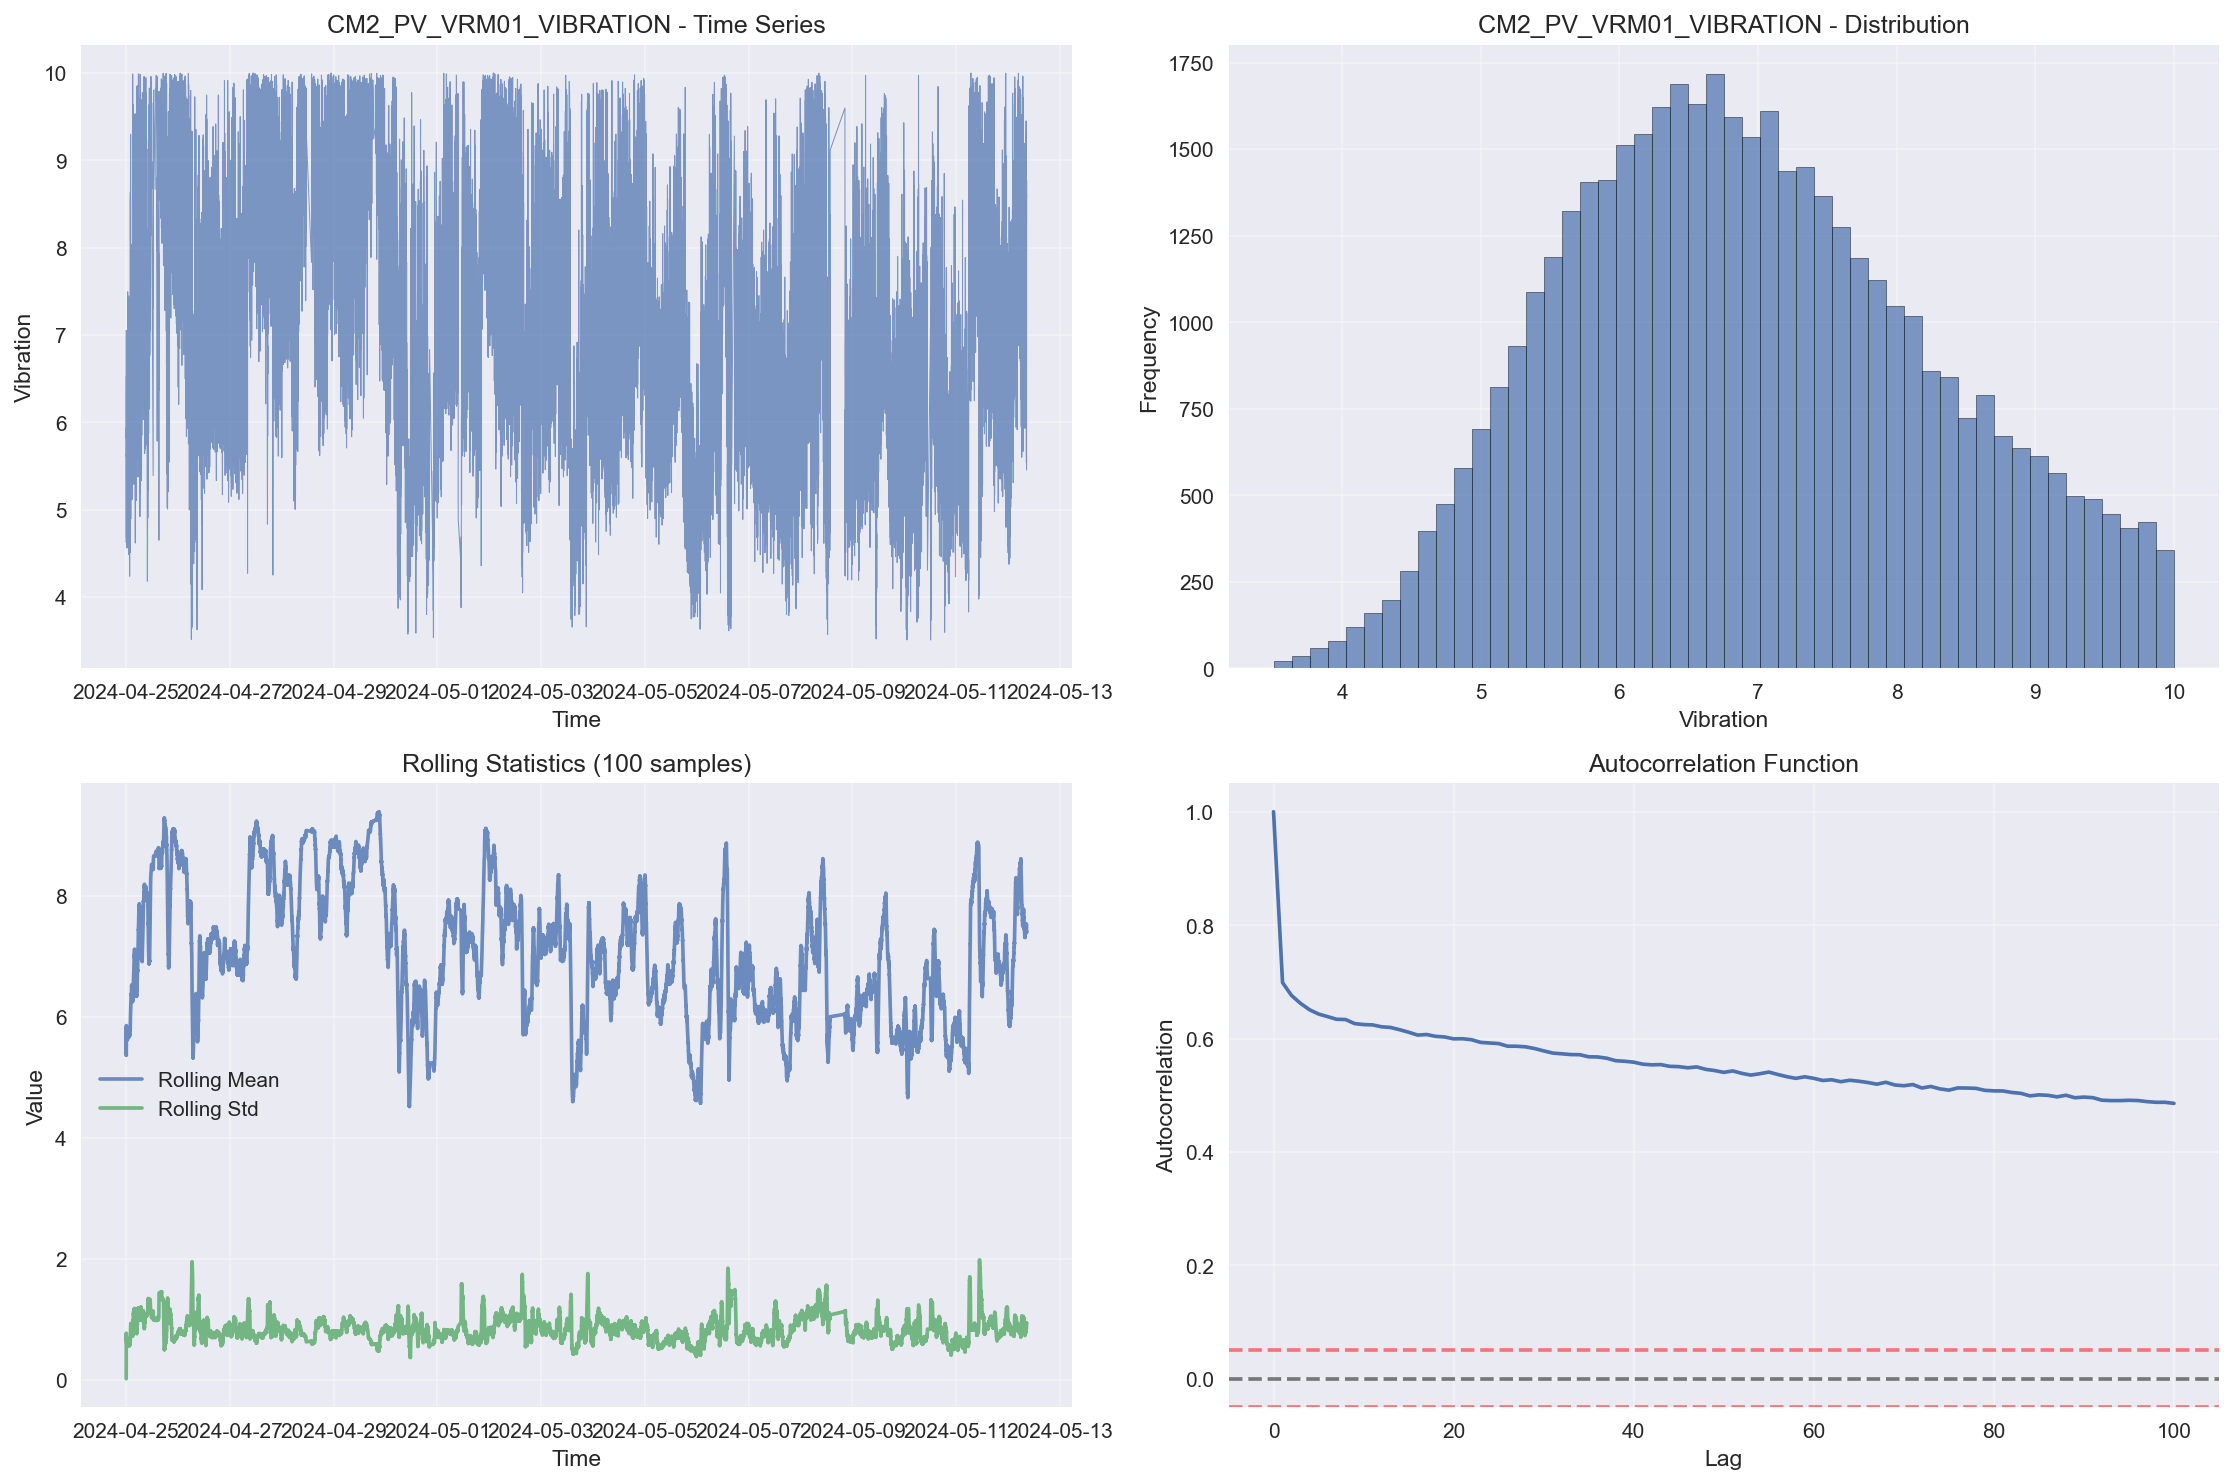 CM2_PV_VRM01_VIBRATION - Time Series
Vibration
10
9
8
7
6
5
4
2024-04-25 2024-04-27 2024-04-29 2024-05-01 2024-05-03 2024-05-05 2024-05-07 2024-05-09 2024-05-11 2024-05-13
Time
CM2_PV_VRM01_VIBRATION - Distribution
Frequency
1750
1500
1250
1000
750
500
250
0
4 5 6 7 8 9 10
Vibration
Rolling Statistics (100 samples)
Value
8
6
4
2
0
Rolling Mean
Rolling Std
2024-04-25 2024-04-27 2024-04-29 2024-05-01 2024-05-03 2024-05-05 2024-05-07 2024-05-09 2024-05-11 2024-05-13
Time
Autocorrelation Function
Autocorrelation
1.0
0.8
0.6
0.4
0.2
0.0
0 20 40 60 80 100
Lag